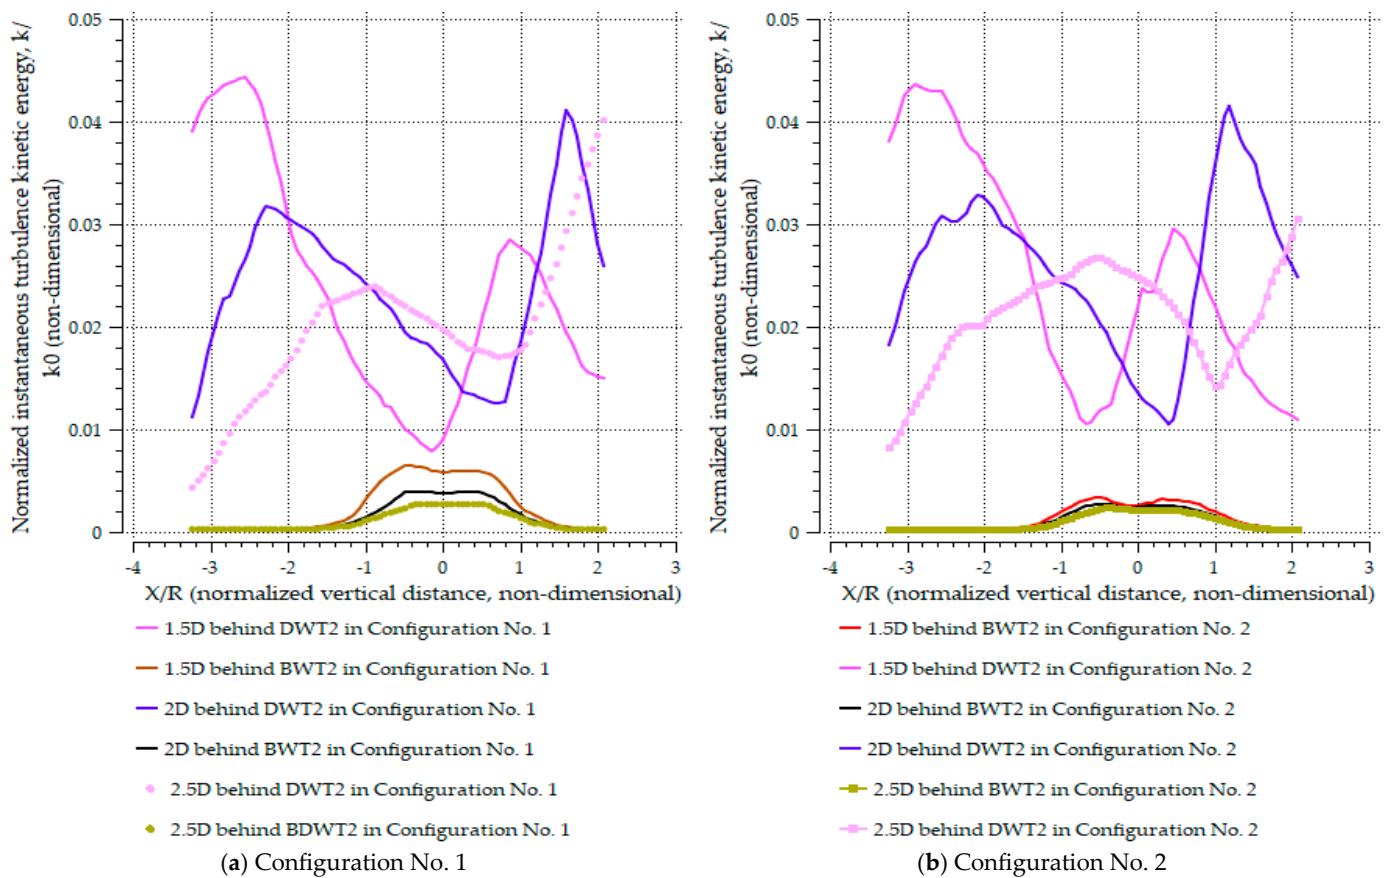 Normalized instantaneous turbulence kinetic energy, k/
k0 (non-dimensional)
0.05
0.04
0.03
0.02
0.01
0
-4 -3 -2 -1 0 1 2 3
X/R (normalized vertical distance, non-dimensional)
1.5D behind DWT2 in Configuration No. 1
1.5D behind BWT2 in Configuration No. 1
2D behind DWT2 in Configuration No. 1
2D behind BWT2 in Configuration No. 1
2.5D behind DWT2 in Configuration No. 1
2.5D behind BDWT2 in Configuration No. 1
(a) Configuration No. 1
Normalized instantaneous turbulence kinetic energy, k/
k0 (non-dimensional)
0.05
0.04
0.03
0.02
0.01
0
-4 -3 -2 -1 0 1 2 3
X/R (normalized vertical distance, non-dimensional)
1.5D behind BWT2 in Configuration No. 2
1.5D behind DWT2 in Configuration No. 2
2D behind BWT2 in Configuration No. 2
2D behind DWT2 in Configuration No. 2
2.5D behind BWT2 in Configuration No. 2
2.5D behind DWT2 in Configuration No. 2
(b) Configuration No. 2